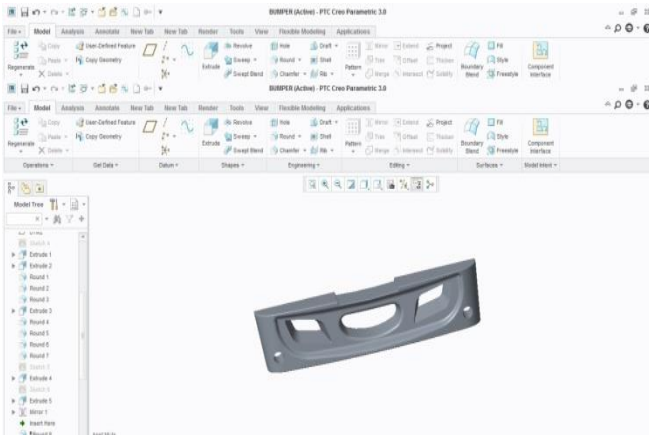 BUMPER (Active) - PTC Creo Parametric 3.0
File Model Analysis Annotate New Tab New Tab Render Tools View Flexible Modeling Applications
Copy User-Defined Feature Revolve Hole Draft Mirror Extend Project Fill
Paste Copy Geometry Sweep Round Shell Trim Offset Thicken Style
Regenerate Delete Extrude Swept Blend Chamfer Rib Pattern Merge Intersect Solidify Boundary Blend Freestyle Component Interface
BUMPER (Active) - PTC Creo Parametric 3.0
File Model Analysis Annotate New Tab New Tab Render Tools View Flexible Modeling Applications
Copy User-Defined Feature Revolve Hole Draft Mirror Extend Project Fill
Paste Copy Geometry Sweep Round Shell Trim Offset Thicken Style
Regenerate Delete Extrude Swept Blend Chamfer Rib Pattern Merge Intersect Solidify Boundary Blend Freestyle Component Interface
Operations Get Data Datum Shapes Engineering Editing Surfaces Model Intent
Model Tree
Extrude 1
Extrude 2
Round 1
Round 2
Round 3
Extrude 3
Round 4
Round 5
Round 6
Round 7
Extrude 4
Extrude 5
Mirror 1
Insert Here